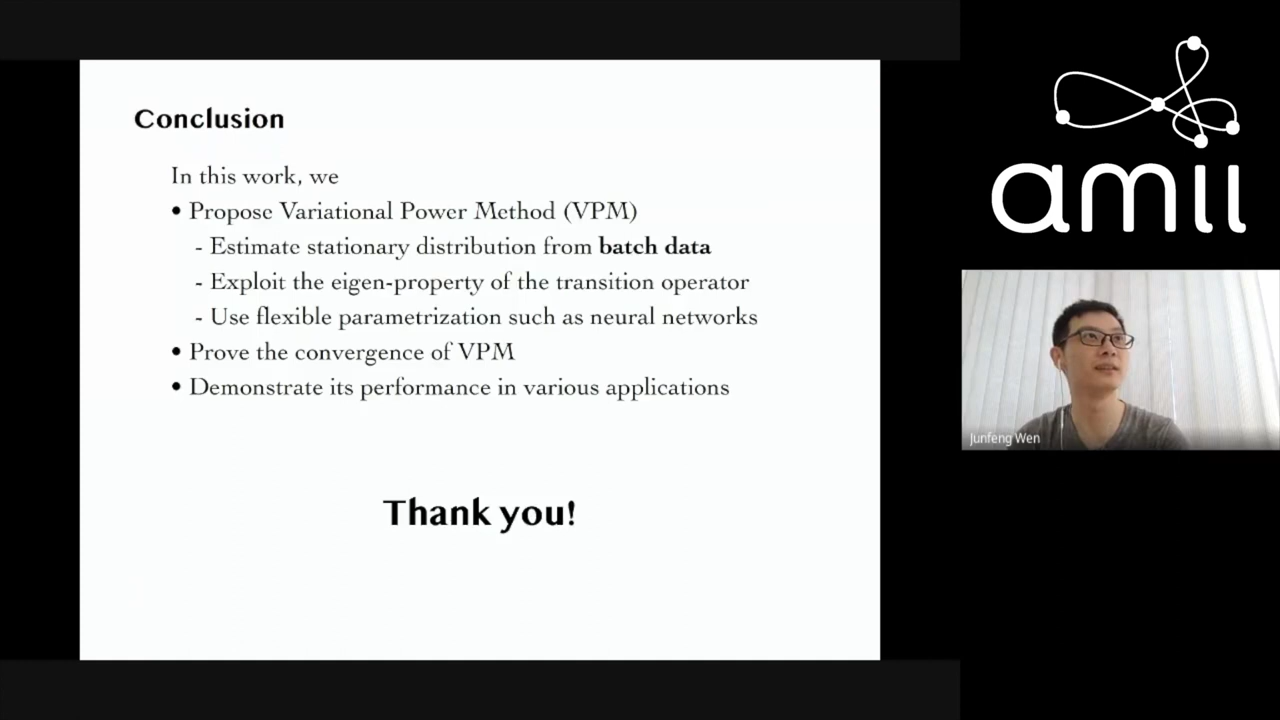 Conclusion
In this work, we
• Propose Variational Power Method (VPM)
- Estimate stationary distribution from batch data
- Exploit the eigen-property of the transition operator
- Use flexible parametrization such as neural networks
• Prove the convergence of VPM
• Demonstrate its performance in various applications
Thank you!
amii
Junfeng Wen